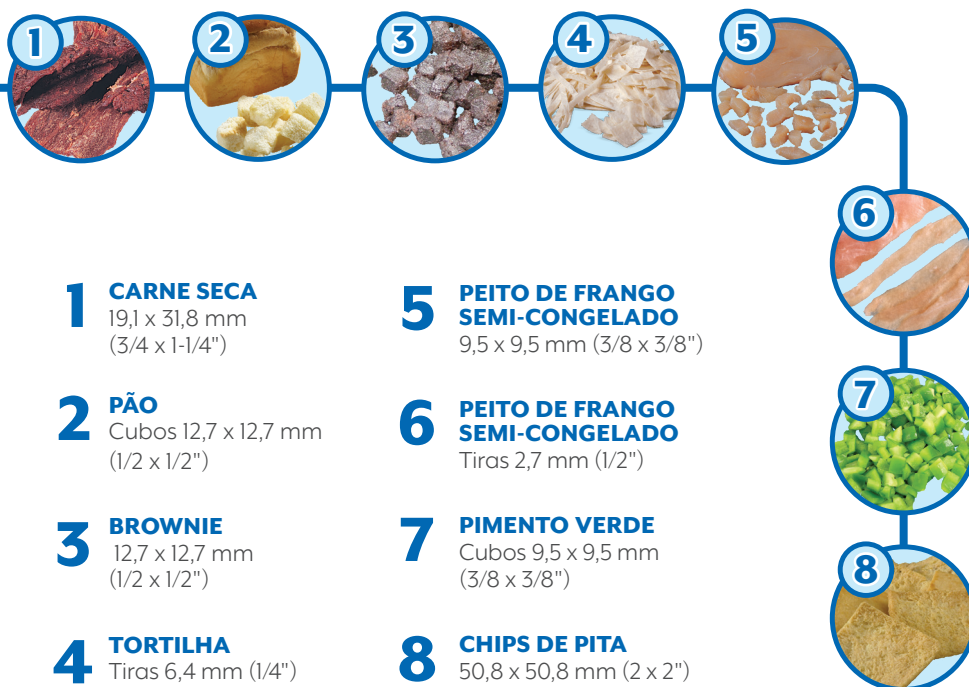 1
2
3
4
5
6
7
8
1 CARNE SECA
19,1 x 31,8 mm
(3/4 x 1-1/4")
2 PÃO
Cubos 12,7 x 12,7 mm
(1/2 x 1/2")
3 BROWNIE
12,7 x 12,7 mm
(1/2 x 1/2")
4 TORTILHA
Tiras 6,4 mm (1/4")
5 PEITO DE FRANGO
SEMI-CONGELADO
9,5 x 9,5 mm (3/8 x 3/8")
6 PEITO DE FRANGO
SEMI-CONGELADO
Tiras 2,7 mm (1/2")
7 PIMENTO VERDE
Cubos 9,5 x 9,5 mm
(3/8 x 3/8")
8 CHIPS DE PITA
50,8 x 50,8 mm (2 x 2")